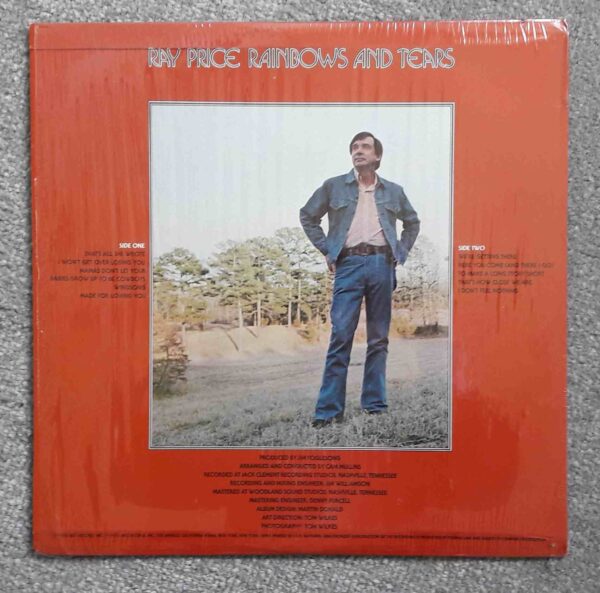 RAY PRICE RAINBOWS AND TEARS
SIDE ONE
THAT'S ALL SHE WROTE
I WON'T GET OVER LOVING YOU
MAMAS DON'T LET YOUR
BABIES GROW UP TO BE COWBOYS
WINDSONG
MADE FOR LOVING YOU
SIDE TWO
WE'RE GETTING THERE
HERE YOU COME (AND THERE I GO)
TO MAKE A LONG STORY SHORT
THAT'S HOW CLOSE WE ARE
I DON'T FEEL NOTHING
PRODUCED BY JIM FOGLESONG
ARRANGED AND CONDUCTED BY CAM MULLINS
RECORDED AT JACK CLEMENT RECORDING STUDIOS: NASHVILLE, TENNESSEE
RECORDING AND MIXING ENGINEER: JIM WILLIAMSON
MASTERED AT WOODLAND SOUND STUDIOS: NASHVILLE, TENNESSEE
MASTERING ENGINEER: DENNY PURCELL
ALBUM DESIGN: MARTIN DONALD
ART DIRECTION: TOM WILKES
PHOTOGRAPHY: TOM WILKES